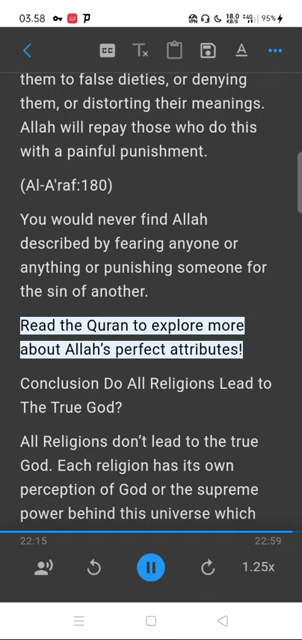 03.58
18.0
KB/S
4G
95%
CC
A
them to false dieties, or denying
them, or distorting their meanings.
Allah will repay those who do this
with a painful punishment.
(Al-A'raf:180)
You would never find Allah
described by fearing anyone or
anything or punishing someone for
the sin of another.
Read the Quran to explore more
about Allah's perfect attributes!
Conclusion Do All Religions Lead to
The True God?
All Religions don't lead to the true
God. Each religion has its own
perception of God or the supreme
power behind this universe which
22:15
22:59
1.25x